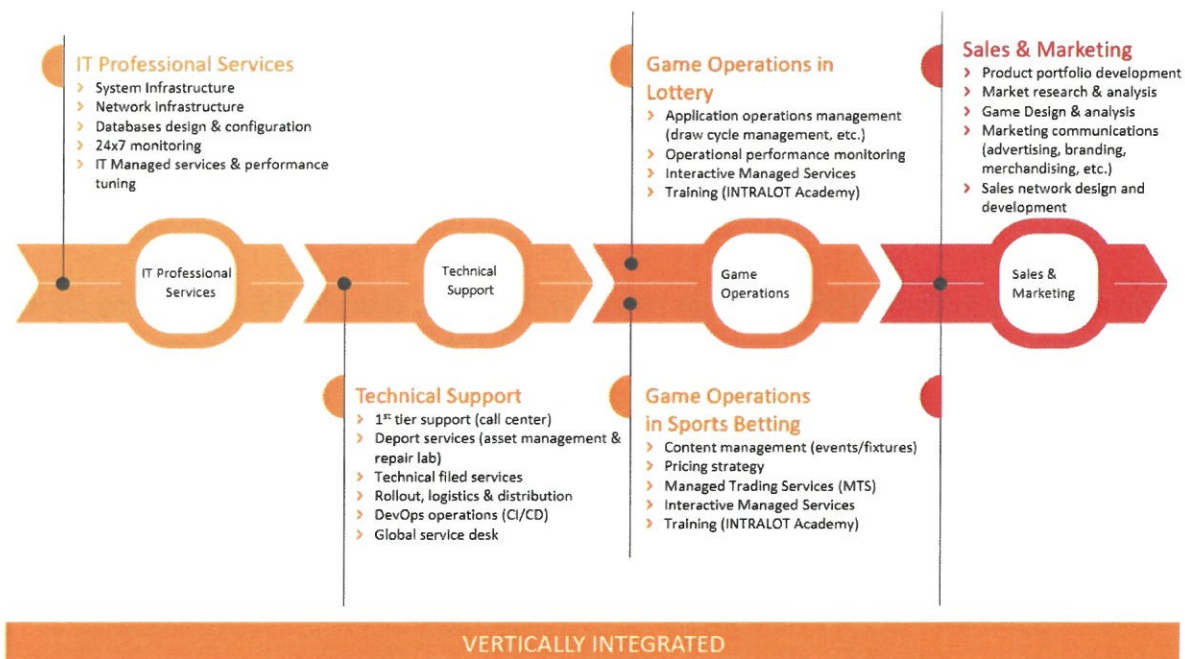 IT Professional Services
System Infrastructure
Network infrastructure
Databases design & configuration
24x7 monitoring
IT Managed services & performance
tuning
Game Operations in
Lottery
Application operations management
(draw cycle management, etc.)
Operational performance monitoring
Interactive Managed Services
Training (INTRALOT Academy)
Sales & Marketing
Product portfolio development
Market research & analysis
Game Design & analysis
Marketing communications
(advertising, branding,
merchandising, etc.)
Sales network design and
development
IT Professional
Services
Technical
Support
Game
Operations
Sales &
Marketing
Technical Support
1st tier support (call center)
Deport services (asset management &
repair lab)
Technical filed services
Rollout, logistics & distribution
DevOps operations (CI/CD)
Global service desk
Game Operations
in Sports Betting
Content management (events/fixtures)
Pricing strategy
Managed Trading Services (MTS)
Interactive Managed Services
Training (INTRALOT Academy)
VERTICALLY INTEGRATED